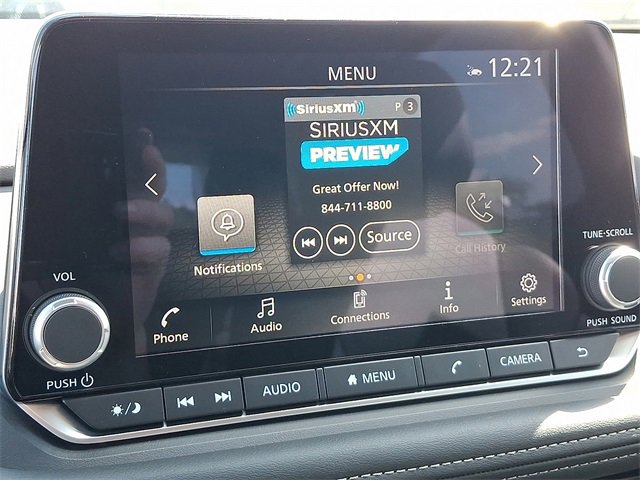 MENU
12:21
SiriusXM P 3
SIRIUSXM
PREVIEW
Great Offer Now!
844-711-8800
Source
Notifications
Call History
Phone
Audio
Connections
Info
Settings
VOL
PUSH
TUNE·SCROLL
PUSH SOUND
AUDIO
MENU
CAMERA